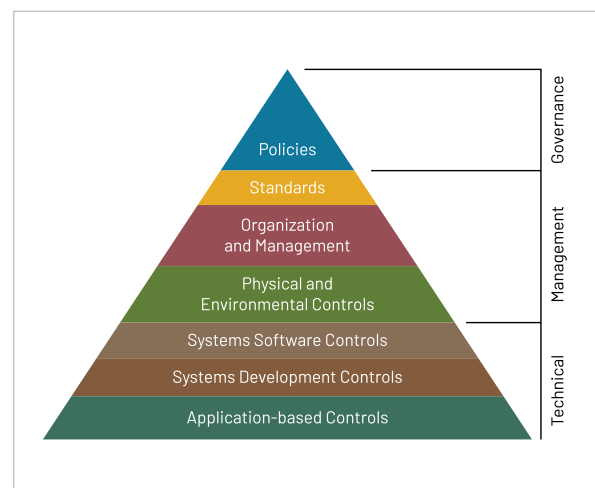 Policies
Standards
Organization
and Management
Physical and
Environmental Controls
Systems Software Controls
Systems Development Controls
Application-based Controls
Governance
Management
Technical